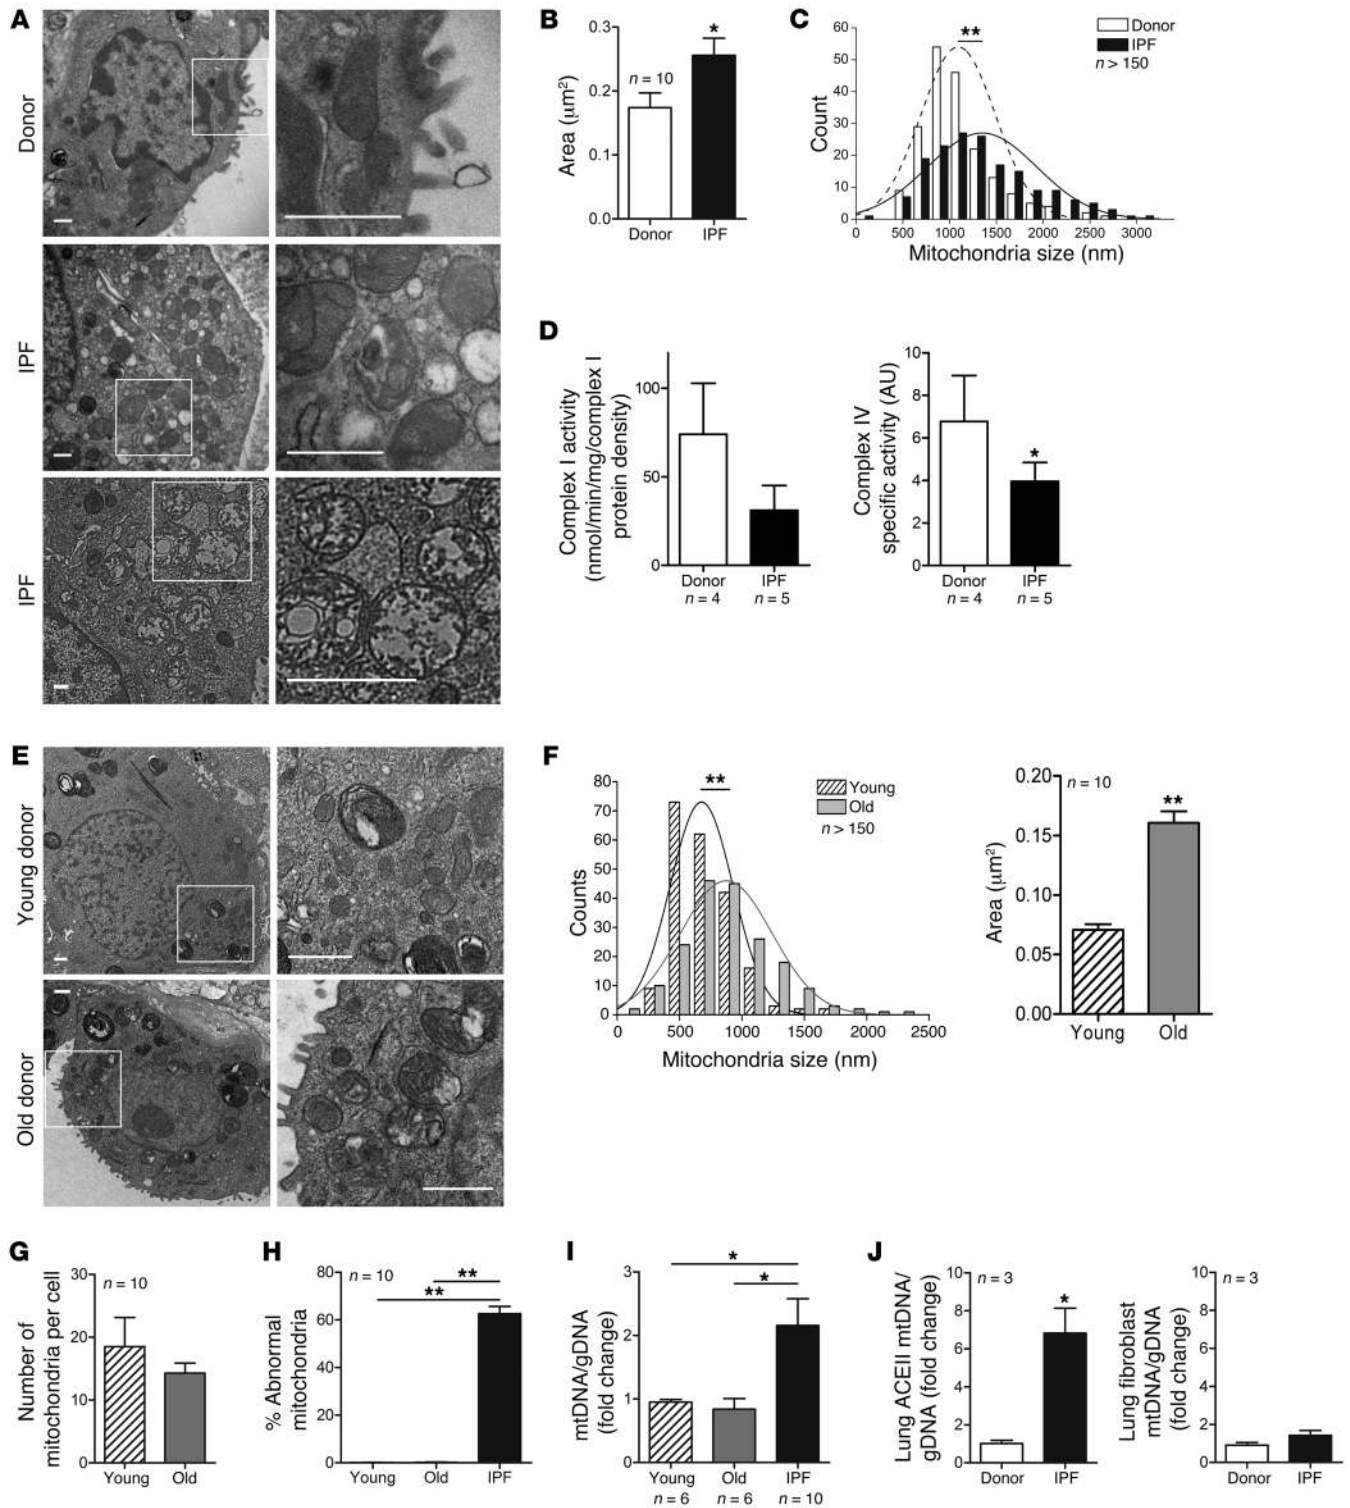 A
Donor
IPF
IPF
B
Area (μm²)
0.3
0.2
0.1
0.0
n = 10
*
Donor
IPF
C
Count
60
50
40
30
20
10
0
**
Donor
IPF
n > 150
0
500
1000
1500
2000
2500
3000
Mitochondria size (nm)
D
Complex I activity
(nmol/min/mg/complex I
protein density)
100
50
0
Donor
IPF
n = 4
n = 5
Complex IV
specific activity (AU)
10
8
6
4
2
0
*
Donor
IPF
n = 4
n = 5
E
Young donor
Old donor
F
Counts
80
70
60
50
40
30
20
10
0
**
Young
Old
n > 150
0
500
1000
1500
2000
2500
Mitochondria size (nm)
Area (μm²)
0.20
0.15
0.10
0.05
0.00
n = 10
**
Young
Old
G
Number of
mitochondria per cell
30
20
10
0
n = 10
Young
Old
H
% Abnormal
mitochondria
80
60
40
20
0
n = 10
**
**
Young
Old
IPF
I
mtDNA/gDNA
(fold change)
3
2
1
0
*
*
Young
Old
IPF
n = 6
n = 6
n = 10
J
Lung ACEII mtDNA/
gDNA (fold change)
10
8
6
4
2
0
n = 3
*
Donor
IPF
Lung fibroblast
mtDNA/gDNA
(fold change)
10
8
6
4
2
0
n = 3
Donor
IPF